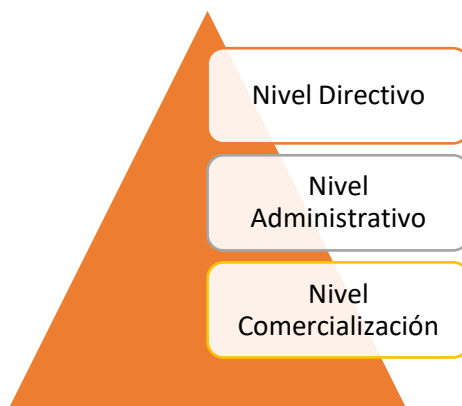 Nivel Directivo
Nivel
Administrativo
Nivel
Comercialización